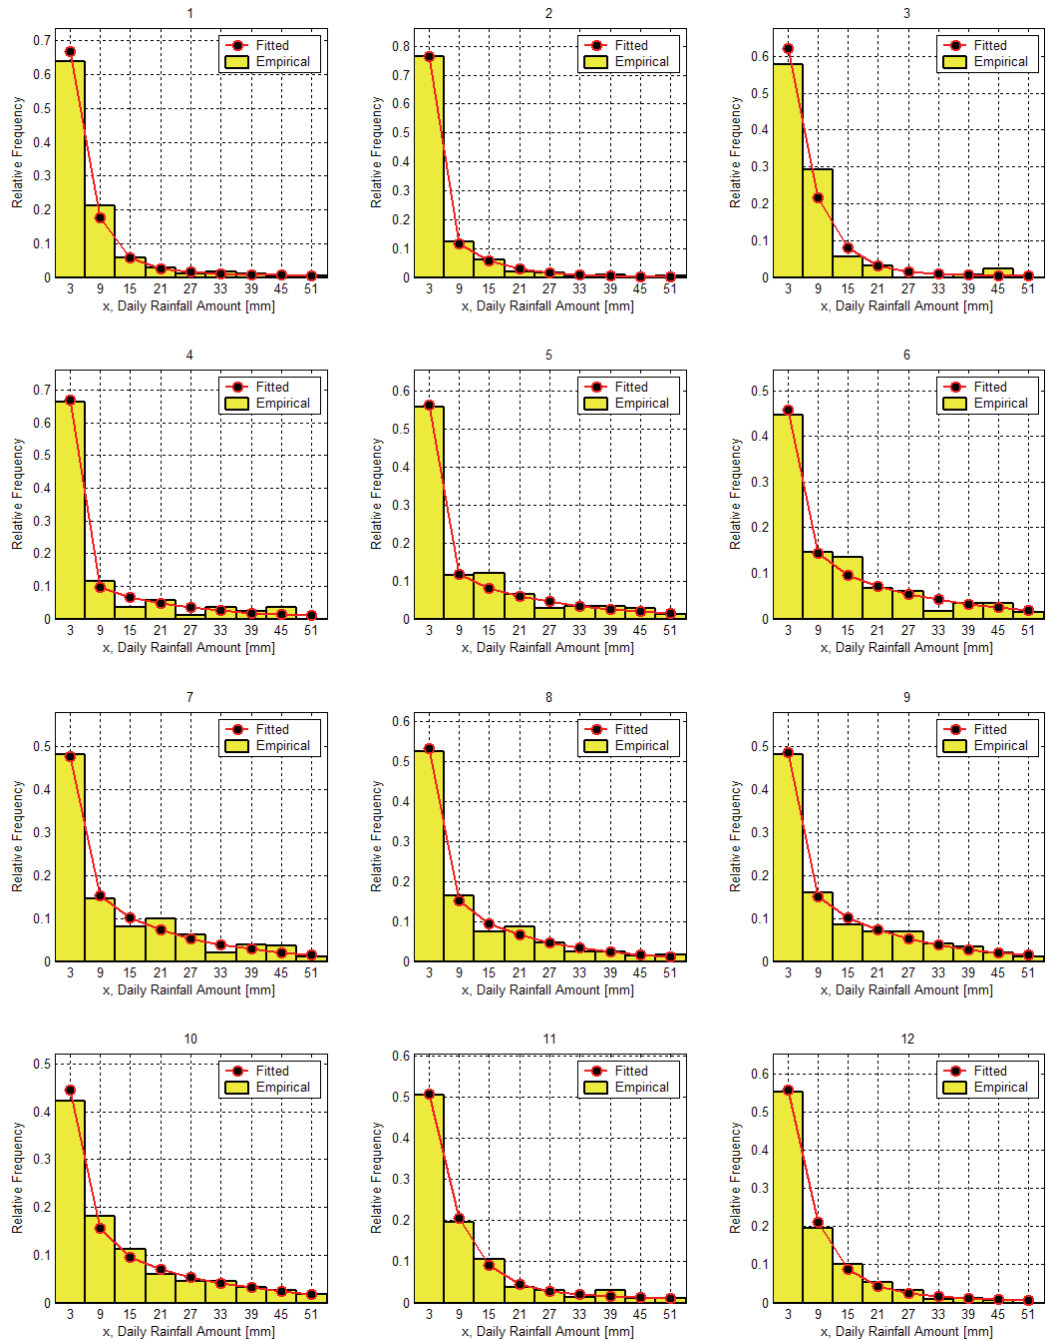 1
Relative Frequency
0.7
0.6
0.5
0.4
0.3
0.2
0.1
0
Fitted
Empirical
3 9 15 21 27 33 39 45 51
x, Daily Rainfall Amount [mm]
2
Relative Frequency
0.8
0.7
0.6
0.5
0.4
0.3
0.2
0.1
0
Fitted
Empirical
3 9 15 21 27 33 39 45 51
x, Daily Rainfall Amount [mm]
3
Relative Frequency
0.6
0.5
0.4
0.3
0.2
0.1
0
Fitted
Empirical
3 9 15 21 27 33 39 45 51
x, Daily Rainfall Amount [mm]
4
Relative Frequency
0.7
0.6
0.5
0.4
0.3
0.2
0.1
0
Fitted
Empirical
3 9 15 21 27 33 39 45 51
x, Daily Rainfall Amount [mm]
5
Relative Frequency
0.6
0.5
0.4
0.3
0.2
0.1
0
Fitted
Empirical
3 9 15 21 27 33 39 45 51
x, Daily Rainfall Amount [mm]
6
Relative Frequency
0.5
0.4
0.3
0.2
0.1
0
Fitted
Empirical
3 9 15 21 27 33 39 45 51
x, Daily Rainfall Amount [mm]
7
Relative Frequency
0.5
0.4
0.3
0.2
0.1
0
Fitted
Empirical
3 9 15 21 27 33 39 45 51
x, Daily Rainfall Amount [mm]
8
Relative Frequency
0.6
0.5
0.4
0.3
0.2
0.1
0
Fitted
Empirical
3 9 15 21 27 33 39 45 51
x, Daily Rainfall Amount [mm]
9
Relative Frequency
0.5
0.4
0.3
0.2
0.1
0
Fitted
Empirical
3 9 15 21 27 33 39 45 51
x, Daily Rainfall Amount [mm]
10
Relative Frequency
0.5
0.4
0.3
0.2
0.1
0
Fitted
Empirical
3 9 15 21 27 33 39 45 51
x, Daily Rainfall Amount [mm]
11
Relative Frequency
0.6
0.5
0.4
0.3
0.2
0.1
0
Fitted
Empirical
3 9 15 21 27 33 39 45 51
x, Daily Rainfall Amount [mm]
12
Relative Frequency
0.6
0.5
0.4
0.3
0.2
0.1
0
Fitted
Empirical
3 9 15 21 27 33 39 45 51
x, Daily Rainfall Amount [mm]